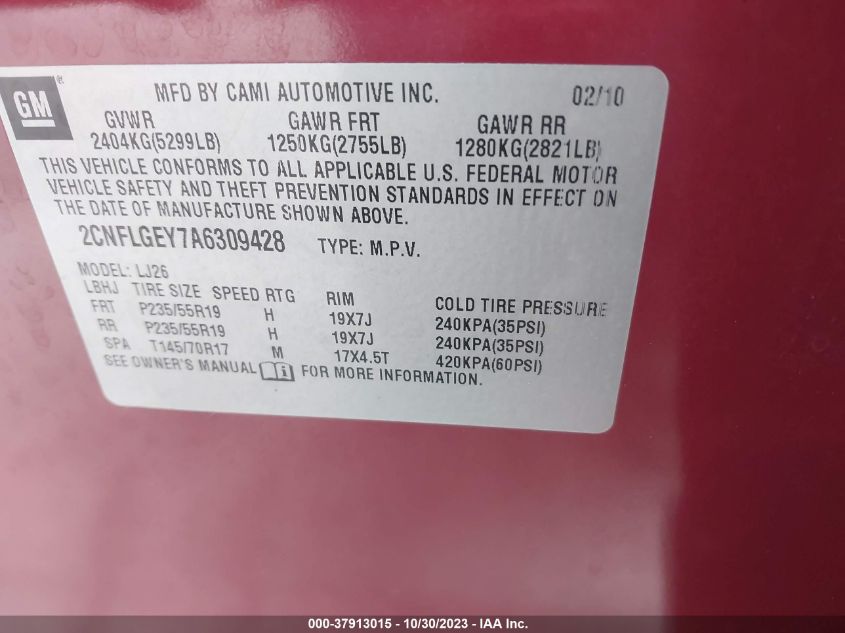 GM ®
MFD BY CAMI AUTOMOTIVE INC. 02/10
GVWR GAWR FRT GAWR RR
2404KG(5299LB) 1250KG(2755LB) 1280KG(2821LB)
THIS VEHICLE CONFORMS TO ALL APPLICABLE U.S. FEDERAL MOTOR
VEHICLE SAFETY AND THEFT PREVENTION STANDARDS IN EFFECT ON
THE DATE OF MANUFACTURE SHOWN ABOVE.
2CNFLGEY7A6309428 TYPE: M.P.V.
MODEL: LJ26
LBHJ TIRE SIZE SPEED RTG RIM COLD TIRE PRESSURE
FRT P235/55R19 H 19X7J 240KPA(35PSI)
RR P235/55R19 H 19X7J 240KPA(35PSI)
SPA T145/70R17 M 17X4.5T 420KPA(60PSI)
SEE OWNER'S MANUAL i FOR MORE INFORMATION.
000-37913015 - 10/30/2023 - IAA Inc.